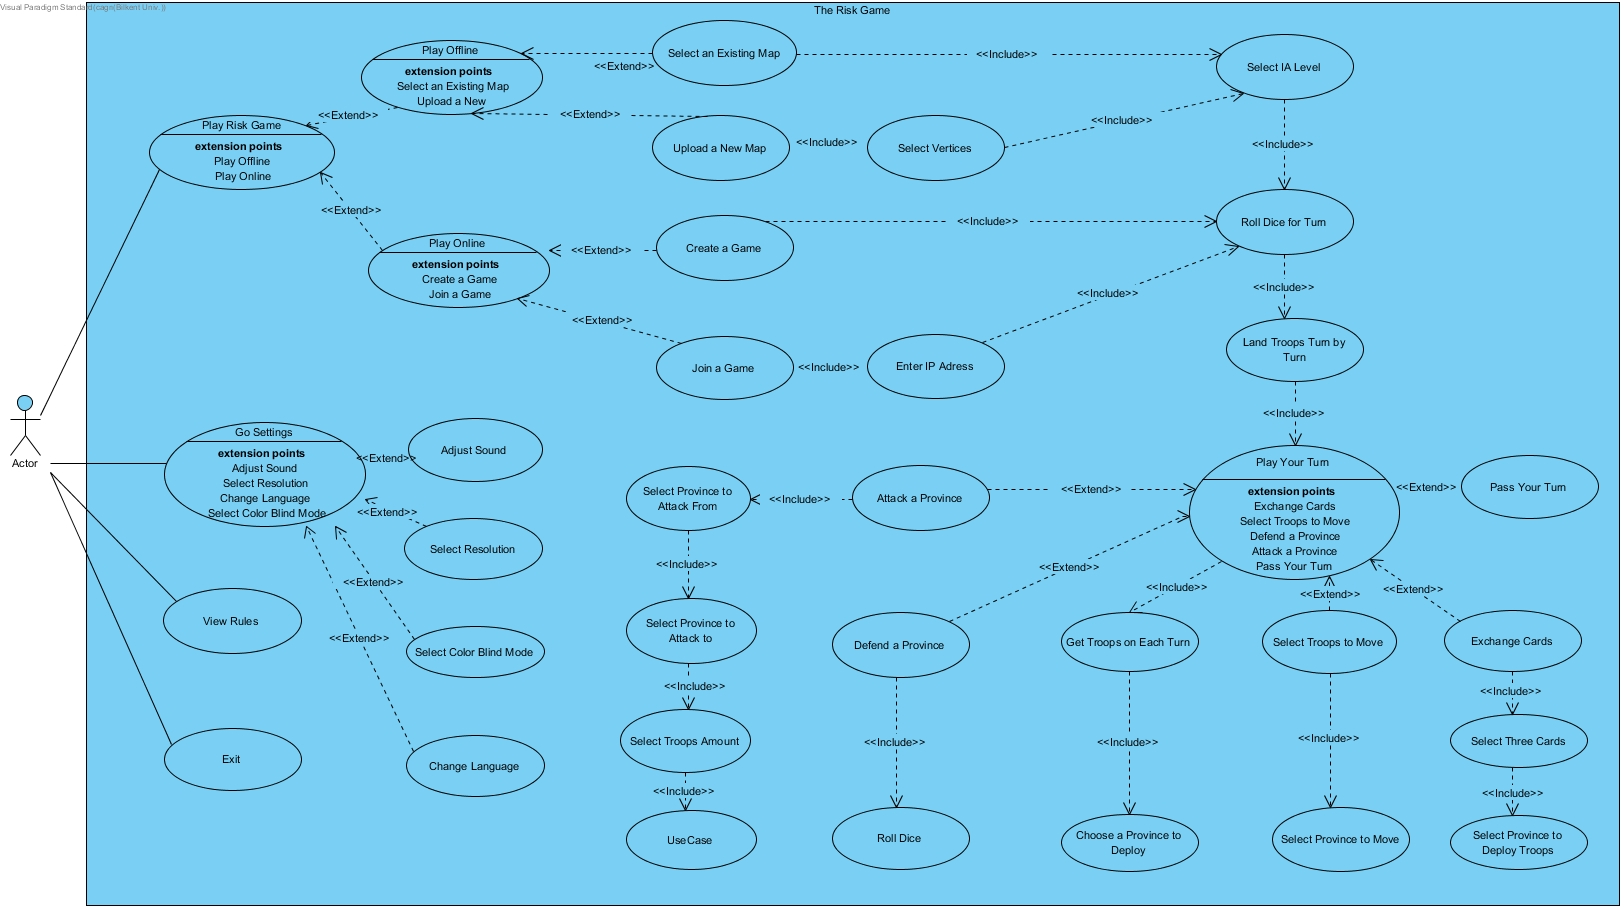 Visual Paradigm Standard(cagri(Bilkent Univ.))
The Risk Game
Play Offline
extension points
Select an Existing Map
Upload a New
<<Extend>>
Select an Existing Map
<<Include>>
Select IA Level
<<Extend>>
Play Risk Game
extension points
Play Offline
Play Online
<<Extend>>
Upload a New Map
<<Include>>
Select Vertices
<<Include>>
<<Include>>
<<Extend>>
Play Online
extension points
Create a Game
Join a Game
<<Extend>>
Create a Game
<<Include>>
Roll Dice for Turn
<<Include>>
<<Include>>
<<Extend>>
Join a Game
<<Include>>
Enter IP Adress
Land Troops Turn by
Turn
<<Include>>
Actor
Go Settings
extension points
Adjust Sound
Select Resolution
Change Language
Select Color Blind Mode
<<Extend>>
Adjust Sound
<<Extend>>
Select Resolution
<<Extend>>
Select Color Blind Mode
<<Extend>>
Change Language
View Rules
Exit
Select Province to
Attack From
<<Include>>
Attack a Province
<<Extend>>
Play Your Turn
extension points
Exchange Cards
Select Troops to Move
Defend a Province
Attack a Province
Pass Your Turn
<<Extend>>
Pass Your Turn
<<Include>>
<<Extend>>
<<Include>>
<<Extend>>
<<Extend>>
Select Province to
Attack to
Defend a Province
Get Troops on Each Turn
Select Troops to Move
Exchange Cards
<<Include>>
<<Include>>
Select Troops Amount
<<Include>>
<<Include>>
<<Include>>
Select Three Cards
<<Include>>
<<Include>>
UseCase
Roll Dice
Choose a Province to
Deploy
Select Province to Move
Select Province to
Deploy Troops